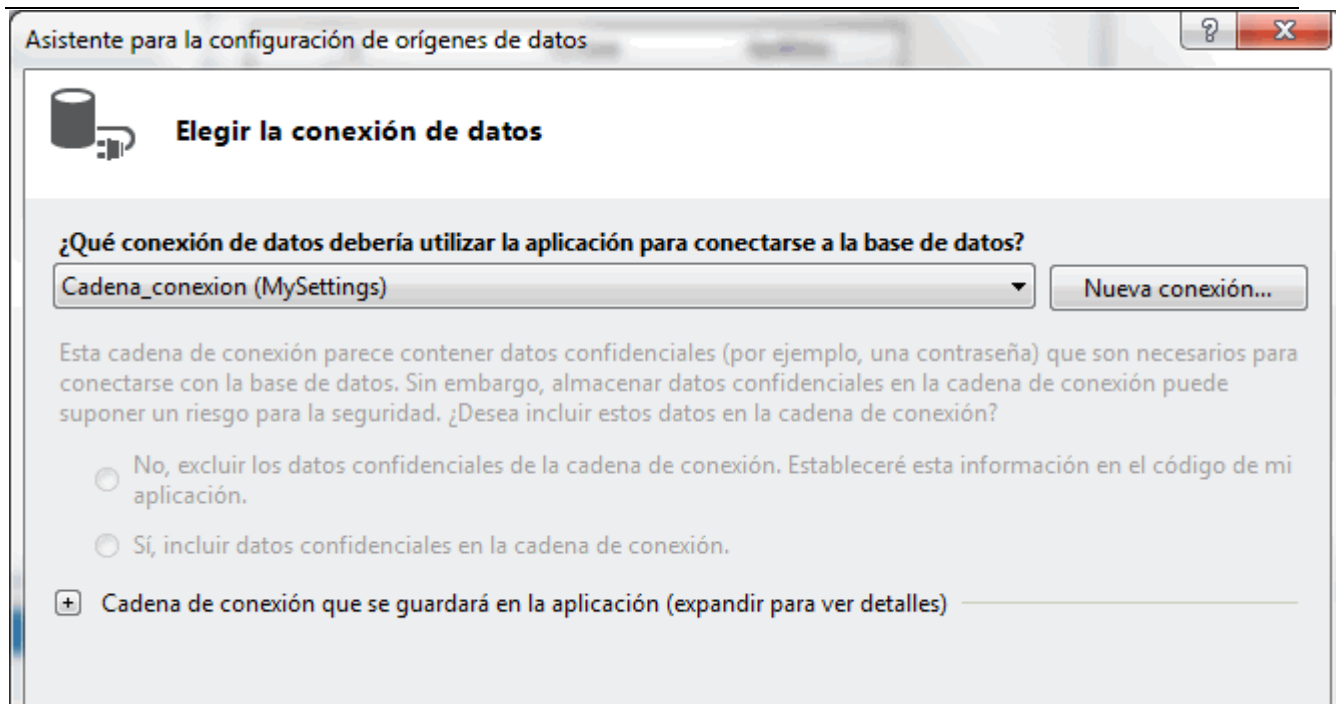 Asistente para la configuración de orígenes de datos
Elegir la conexión de datos
¿Qué conexión de datos debería utilizar la aplicación para conectarse a la base de datos?
Cadena_conexion (MySettings)
Nueva conexión...
Esta cadena de conexión parece contener datos confidenciales (por ejemplo, una contraseña) que son necesarios para
conectarse con la base de datos. Sin embargo, almacenar datos confidenciales en la cadena de conexión puede
suponer un riesgo para la seguridad. ¿Desea incluir estos datos en la cadena de conexión?
No, excluir los datos confidenciales de la cadena de conexión. Estableceré esta información en el código de mi
aplicación.
Sí, incluir datos confidenciales en la cadena de conexión.
Cadena de conexión que se guardará en la aplicación (expandir para ver detalles)